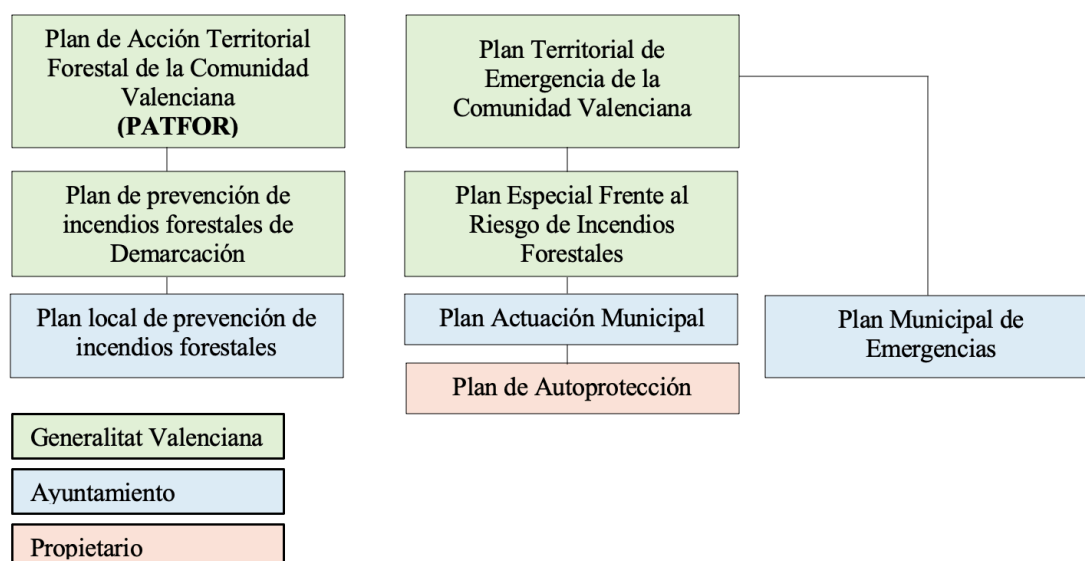 Plan de Acción Territorial
Forestal de la Comunidad
Valenciana
(PATFOR)
Plan de prevención de
incendios forestales de
Demarcación
Plan local de prevención de
incendios forestales
Plan Territorial de
Emergencia de la
Comunidad Valenciana
Plan Especial Frente al
Riesgo de Incendios
Forestales
Plan Actuación Municipal
Plan de Autoprotección
Plan Municipal de
Emergencias
Generalitat Valenciana
Ayuntamiento
Propietario